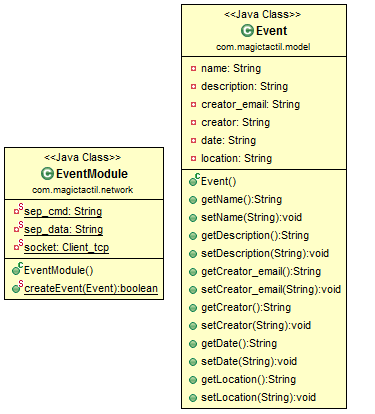 <<Java Class>>
EventModule
com.magictactil.network
sep_cmd: String
sep_data: String
socket: Client_tcp
EventModule()
createEvent(Event):boolean
<<Java Class>>
Event
com.magictactil.model
name: String
description: String
creator_email: String
creator: String
date: String
location: String
Event()
getName():String
setName(String):void
getDescription():String
setDescription(String):void
getCreator_email():String
setCreator_email(String):void
getCreator():String
setCreator(String):void
getDate():String
setDate(String):void
getLocation():String
setLocation(String):void